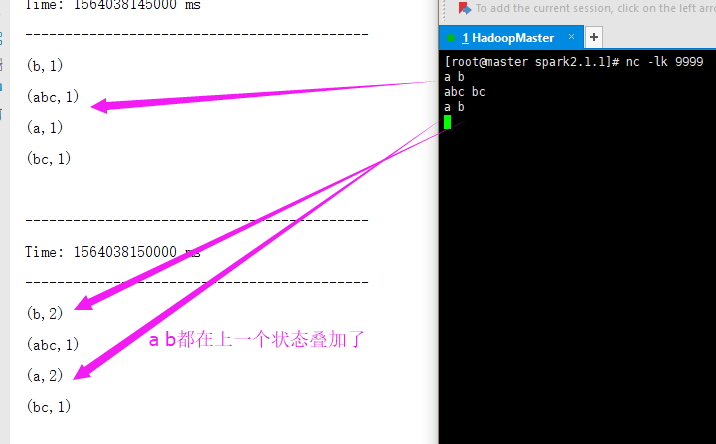 Time: 1564038145000 ms
-------------------------------------------
(b,1)
(abc,1)
(a,1)
(bc,1)
-------------------------------------------
Time: 1564038150000 ms
-------------------------------------------
(b,2)
(abc,1)
(a,2)
(bc,1)
a b都在上一个状态叠加了
To add the current session, click on the left arro
1 HadoopMaster × +
[root@master spark2.1.1]# nc -lk 9999
a b
abc bc
a b